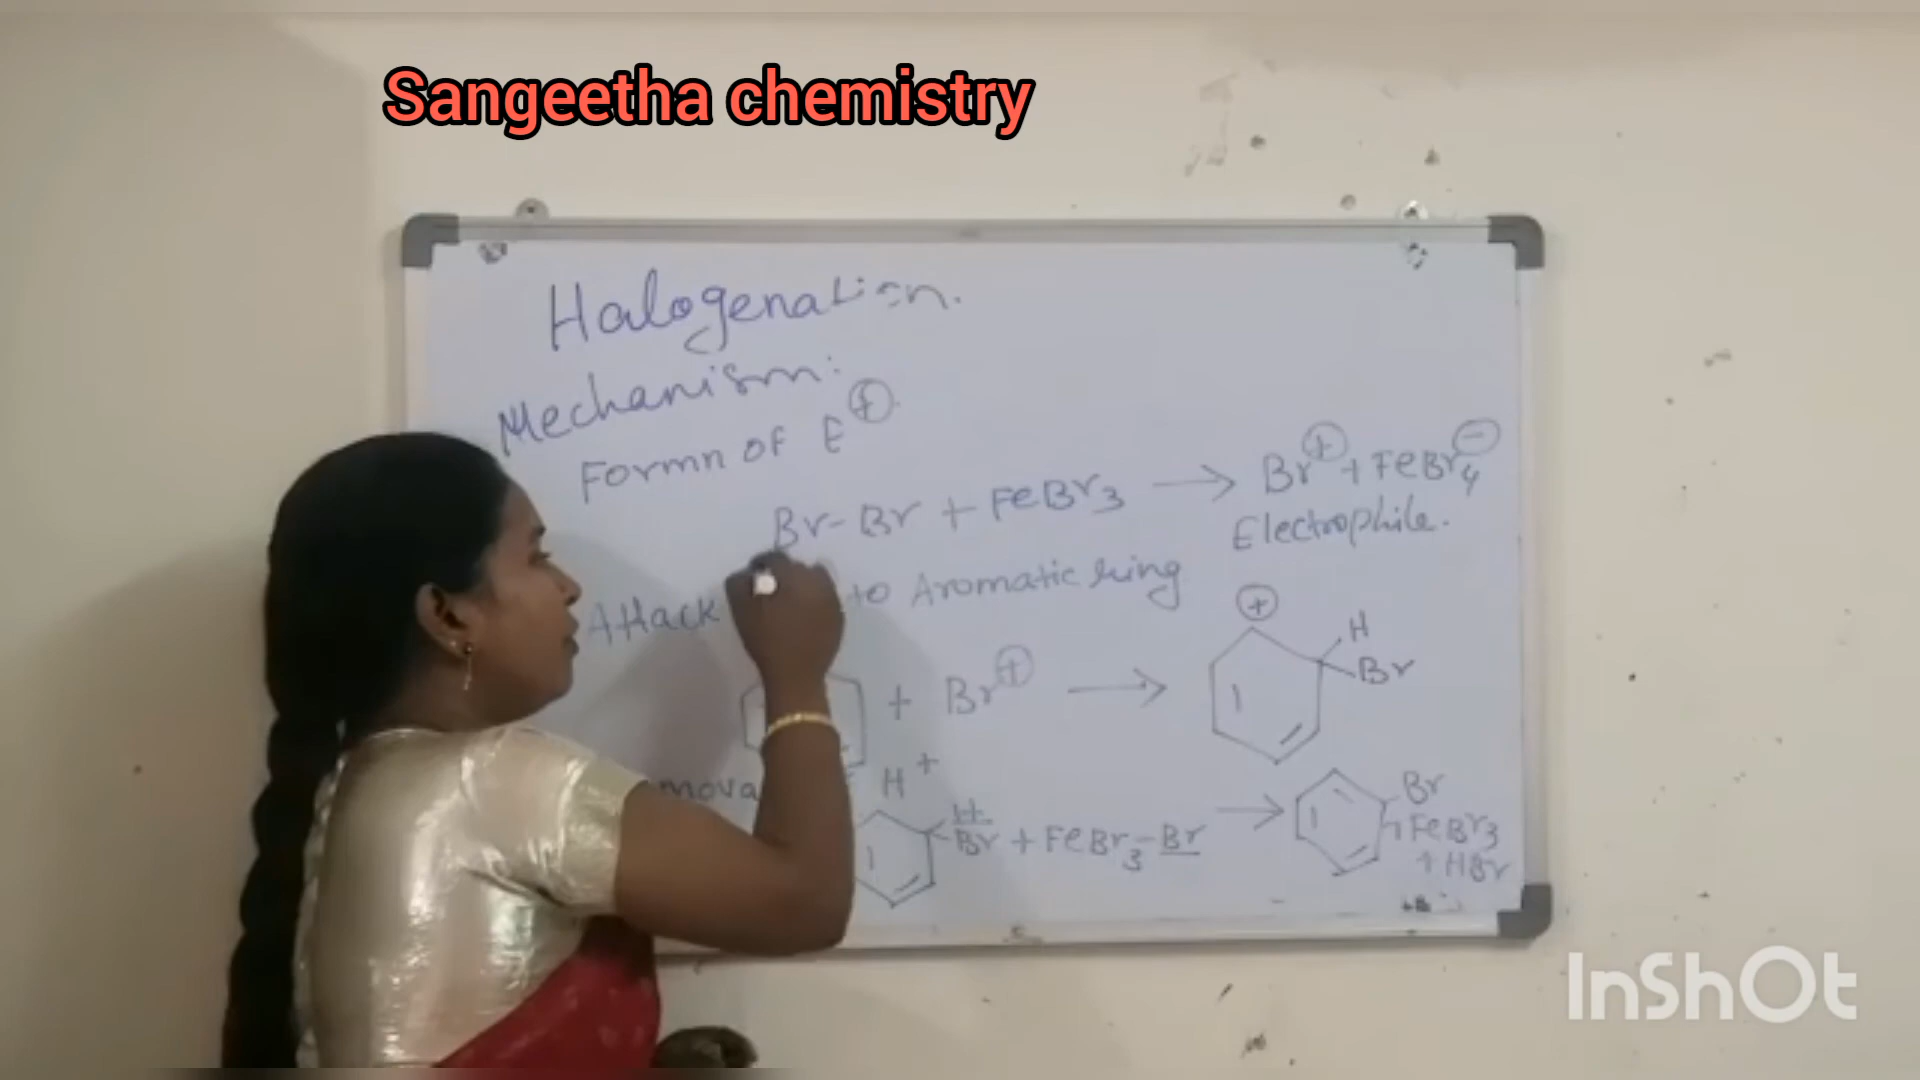 Sangeetha chemistry
Halogenation.
Mechanism:
Formn of E⊕.
Br-Br + FeBr3 → Br⊕ + FeBr4⊖
Electrophile.
Attack to Aromatic ring
+ Br⊕ → ⊕ H Br
H+
H Br + FeBr3-Br → Br + FeBr3 + HBr
InShOt